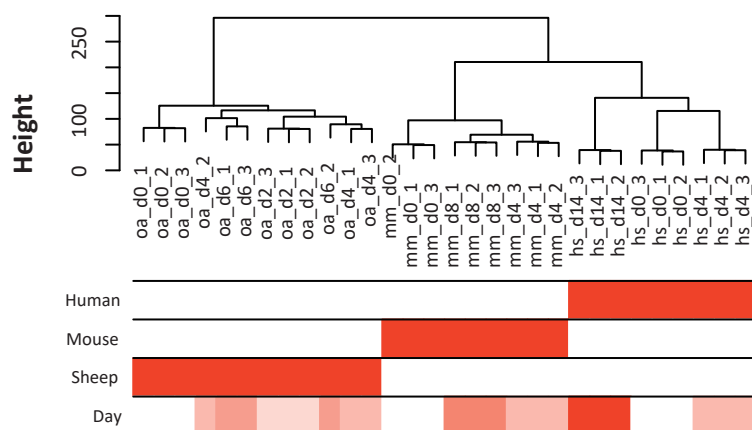 Height
250
100
0
oa_d0_1
oa_d0_2
oa_d0_3
oa_d4_2
oa_d6_1
oa_d6_3
oa_d2_3
oa_d2_1
oa_d2_2
oa_d6_2
oa_d4_1
oa_d4_3
mm_d0_2
mm_d0_1
mm_d0_3
mm_d8_1
mm_d8_2
mm_d8_3
mm_d4_3
mm_d4_1
mm_d4_2
hs_d14_3
hs_d14_1
hs_d14_2
hs_d0_3
hs_d0_1
hs_d0_2
hs_d4_1
hs_d4_2
hs_d4_3
Human
Mouse
Sheep
Day